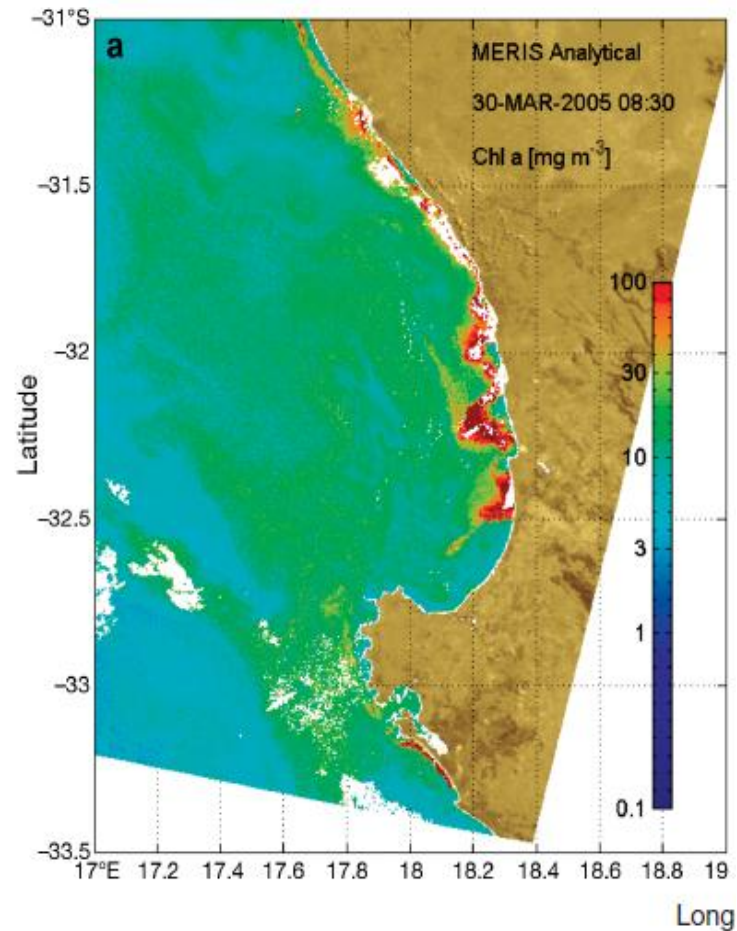 −31°S
a
MERIS Analytical
30-MAR-2005 08:30
Chl a [mg m⁻³]
−31.5
100
−32
30
Latitude
10
−32.5
3
1
−33
0.1
−33.5
17°E 17.2 17.4 17.6 17.8 18 18.2 18.4 18.6 18.8 19
Long